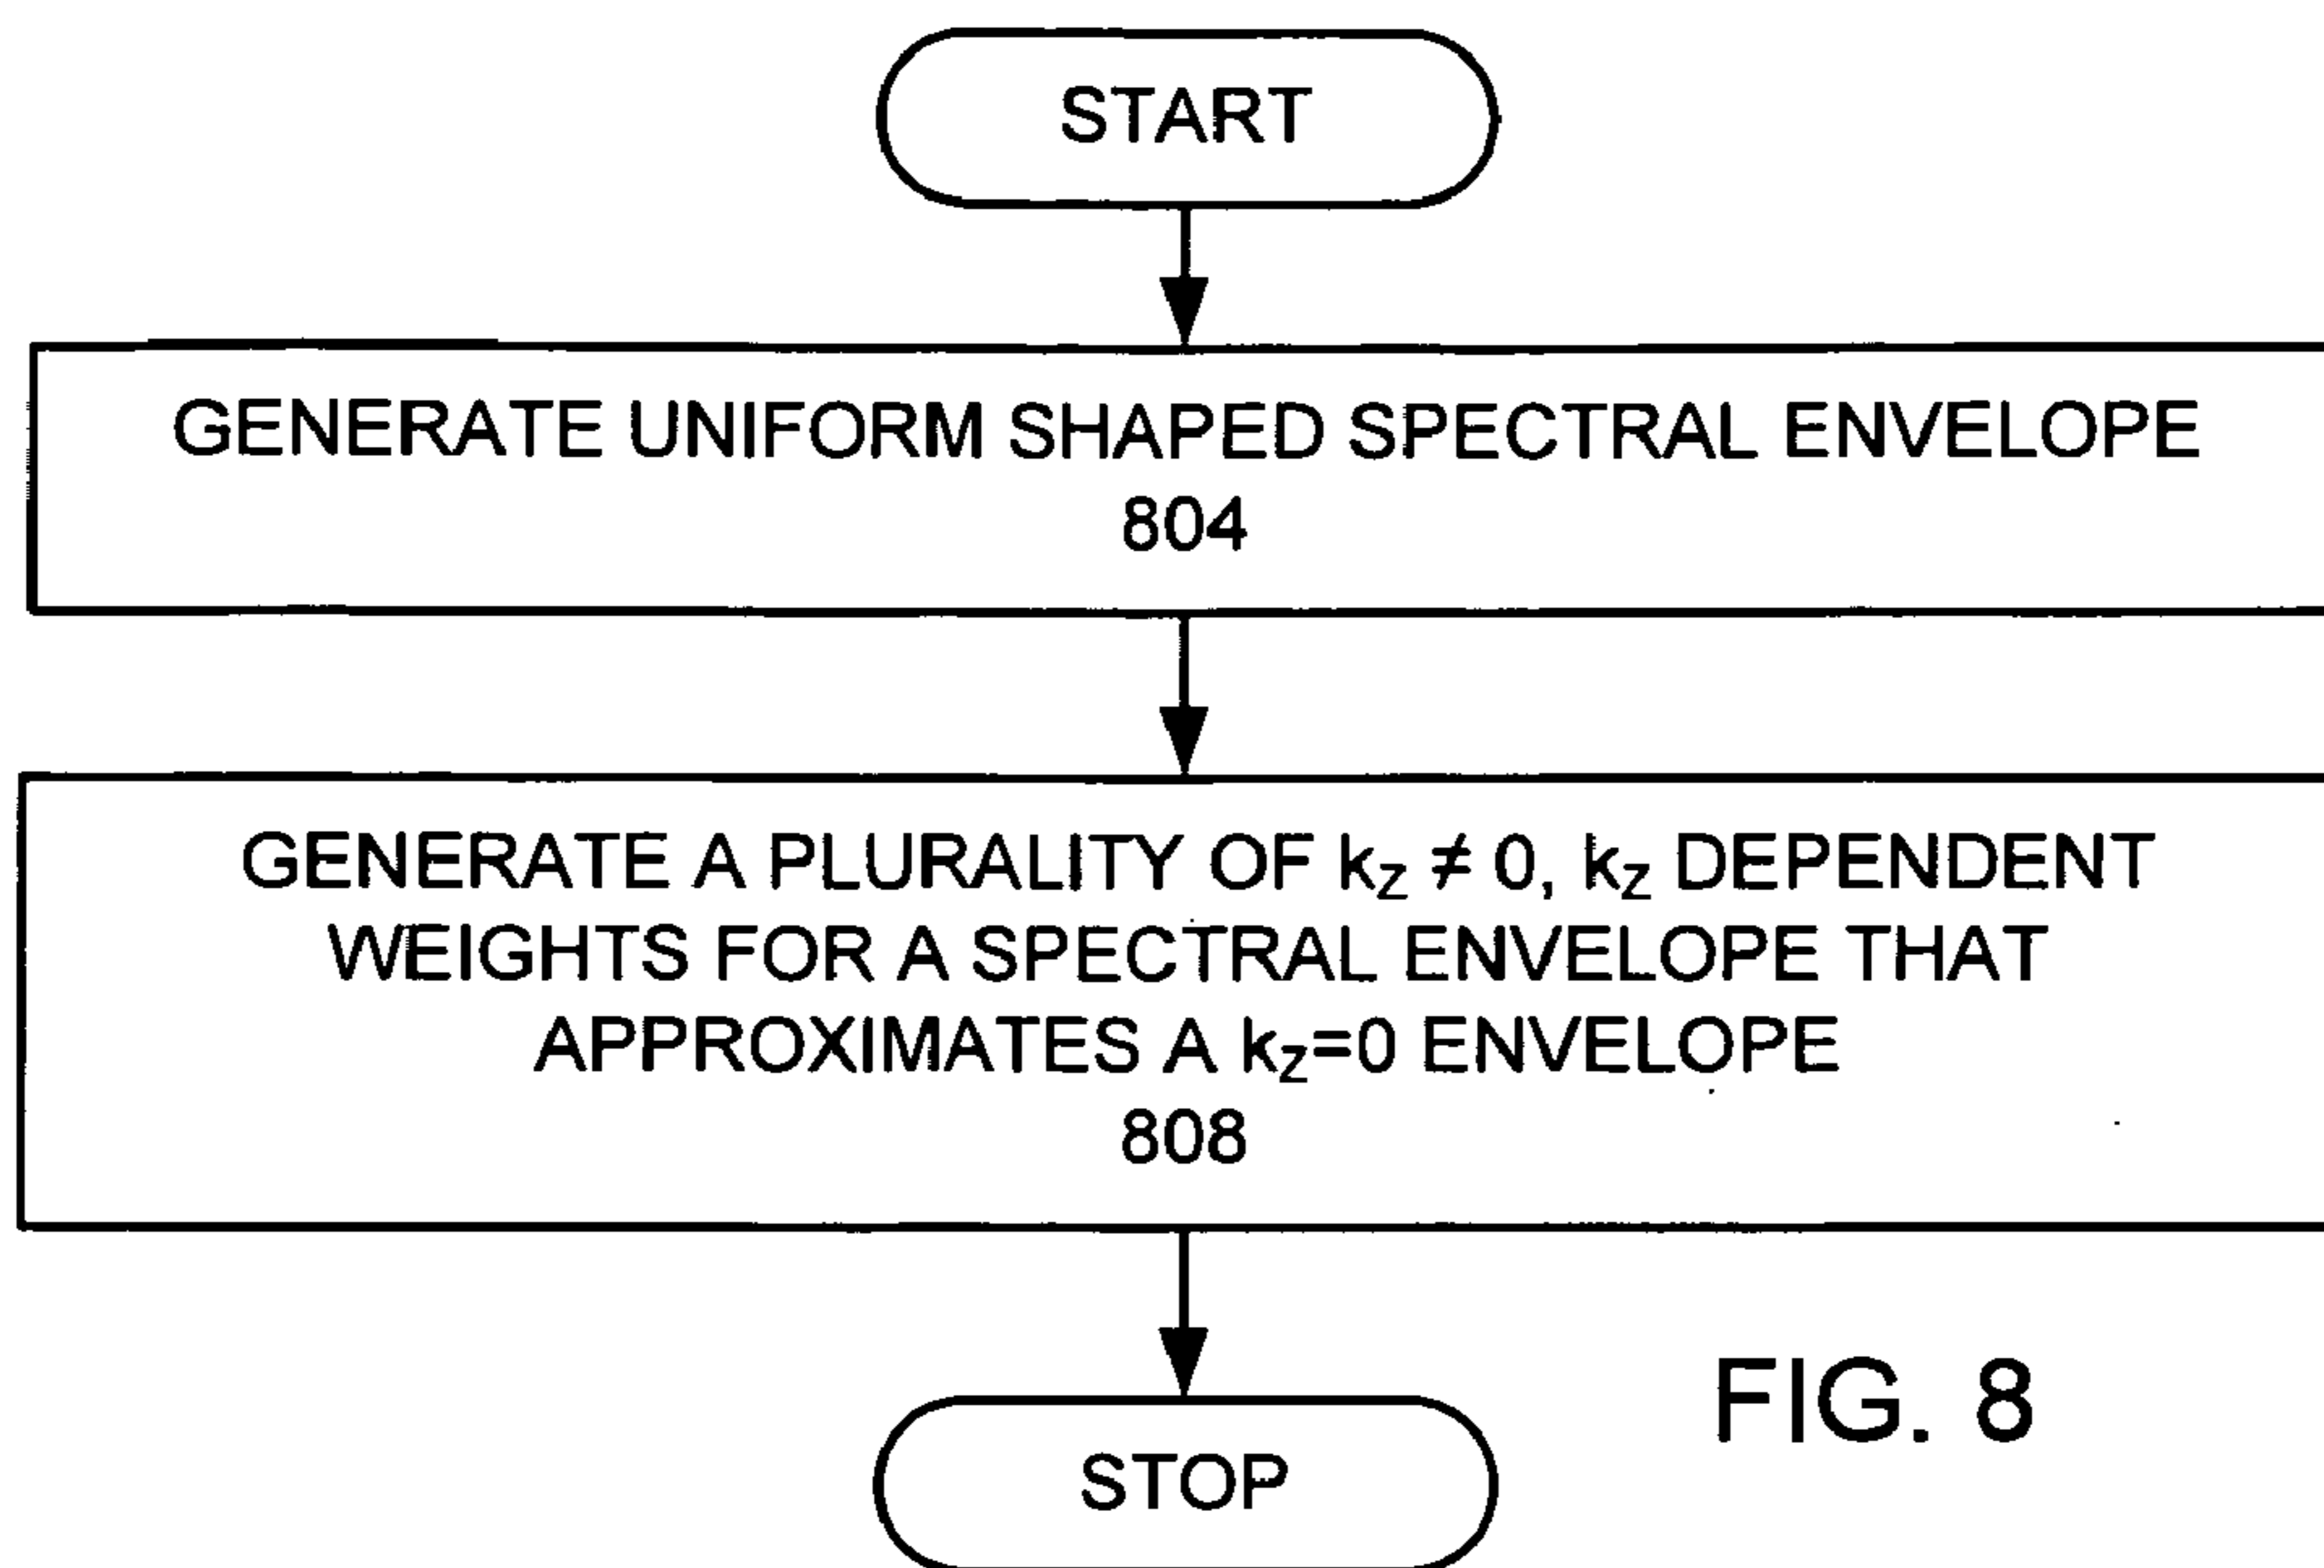 START
GENERATE UNIFORM SHAPED SPECTRAL ENVELOPE
804
GENERATE A PLURALITY OF kz ≠ 0, kz DEPENDENT
WEIGHTS FOR A SPECTRAL ENVELOPE THAT
APPROXIMATES A kz=0 ENVELOPE
808
STOP
FIG. 8